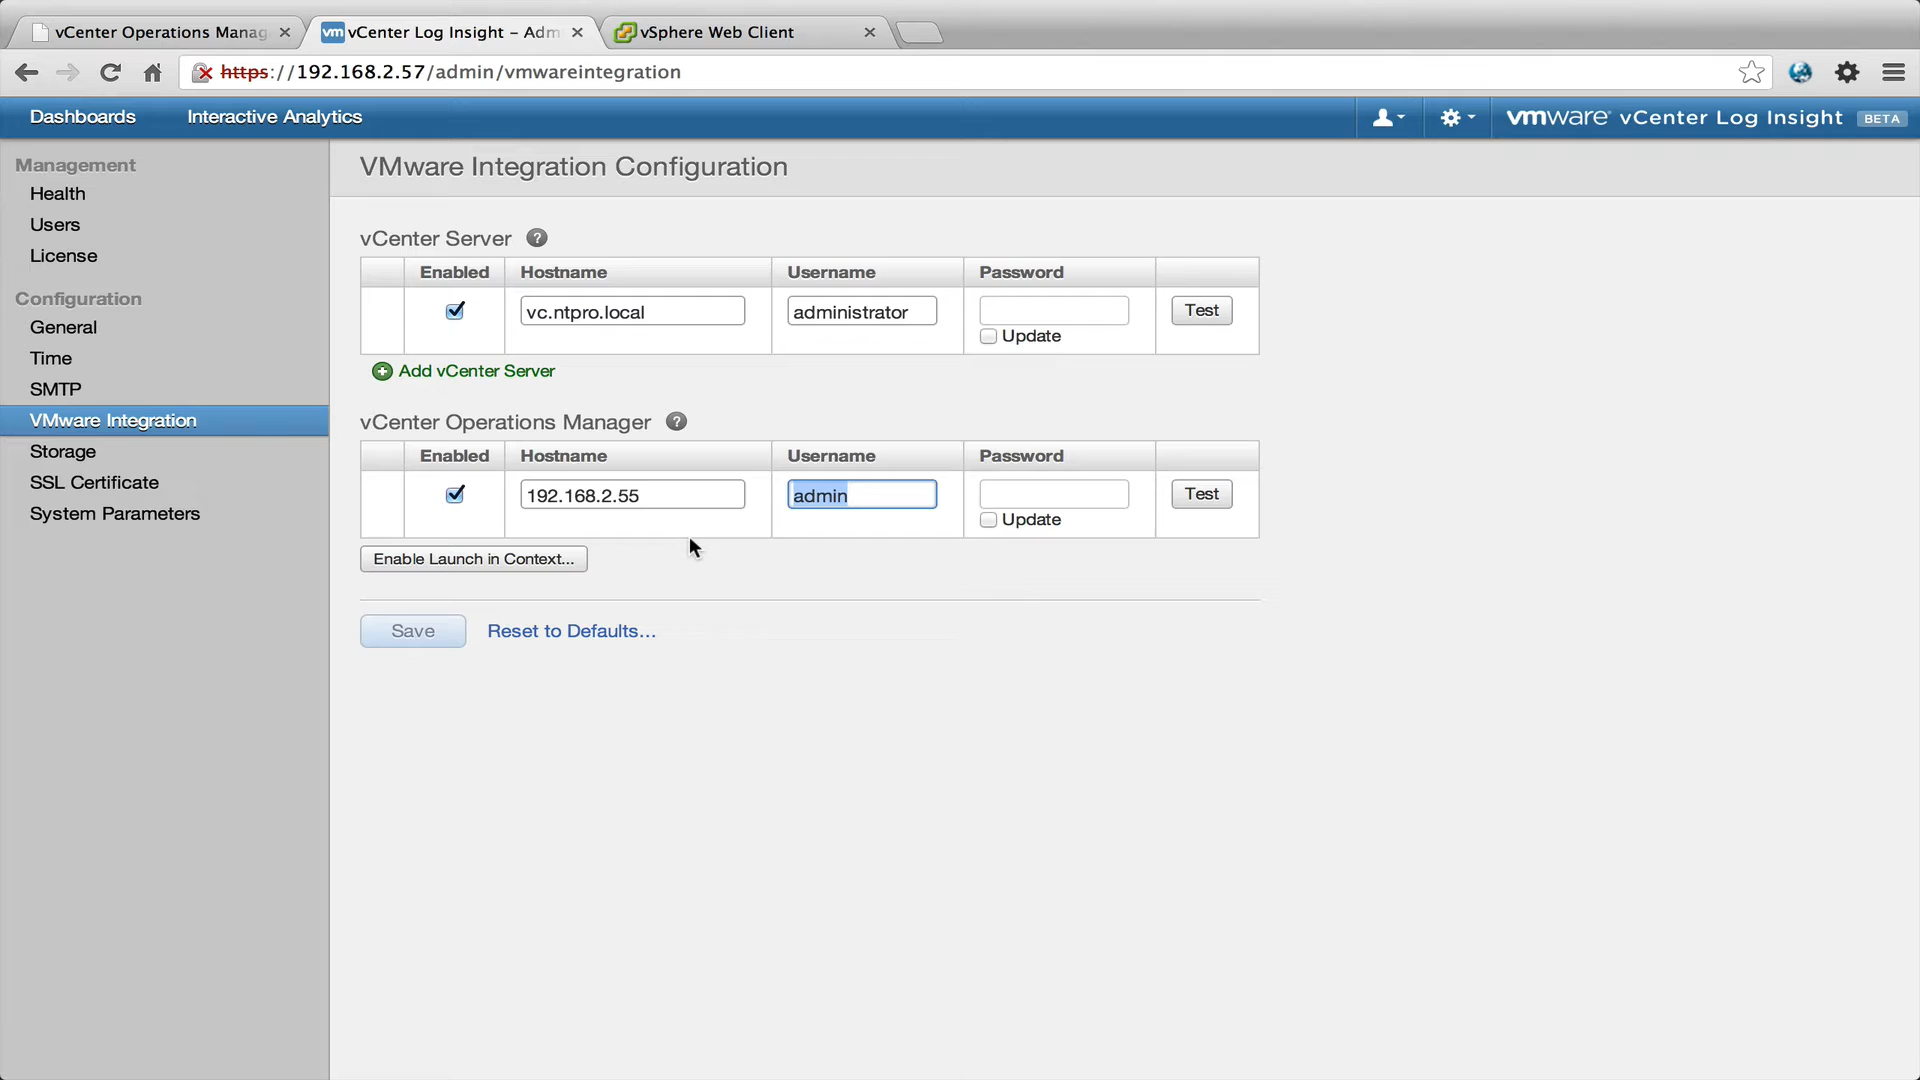 vCenter Operations Manag
vCenter Log Insight – Adm
vSphere Web Client
https://192.168.2.57/admin/vmwareintegration
Dashboards
Interactive Analytics
vmware vCenter Log Insight BETA
Management
Health
Users
License
Configuration
General
Time
SMTP
VMware Integration
Storage
SSL Certificate
System Parameters
VMware Integration Configuration
vCenter Server ?
Enabled Hostname Username Password
vc.ntpro.local administrator Test
Update
Add vCenter Server
vCenter Operations Manager ?
Enabled Hostname Username Password
192.168.2.55 admin Test
Update
Enable Launch in Context...
Save Reset to Defaults...